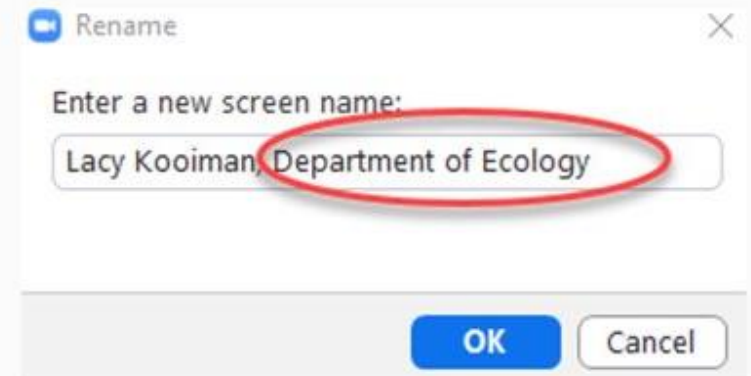 Rename
Enter a new screen name:
Lacy Kooiman, Department of Ecology
OK Cancel